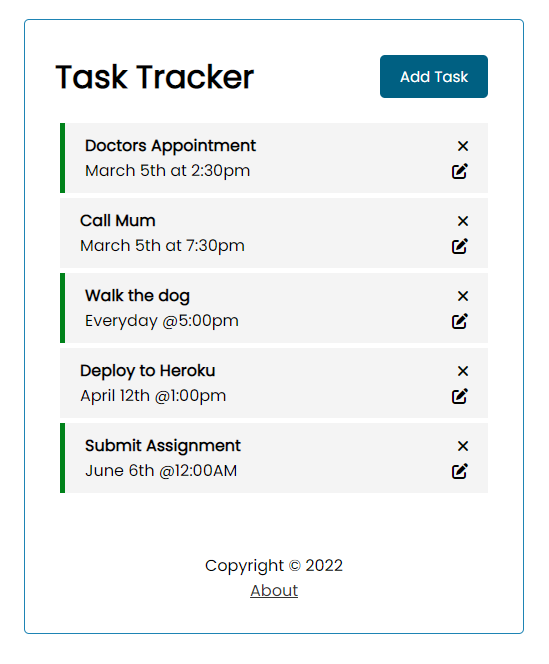 Task Tracker
Add Task
Doctors Appointment
March 5th at 2:30pm
Call Mum
March 5th at 7:30pm
Walk the dog
Everyday @5:00pm
Deploy to Heroku
April 12th @1:00pm
Submit Assignment
June 6th @12:00AM
Copyright © 2022
About